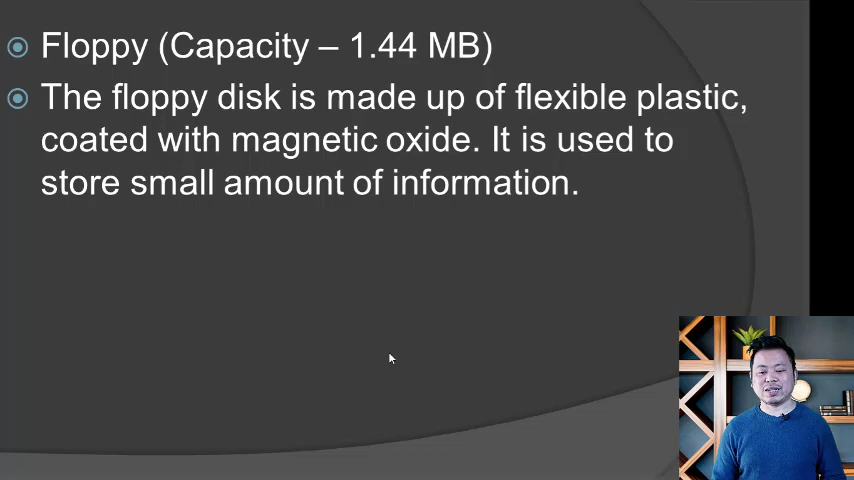 Floppy (Capacity – 1.44 MB)
The floppy disk is made up of flexible plastic,
coated with magnetic oxide. It is used to
store small amount of information.